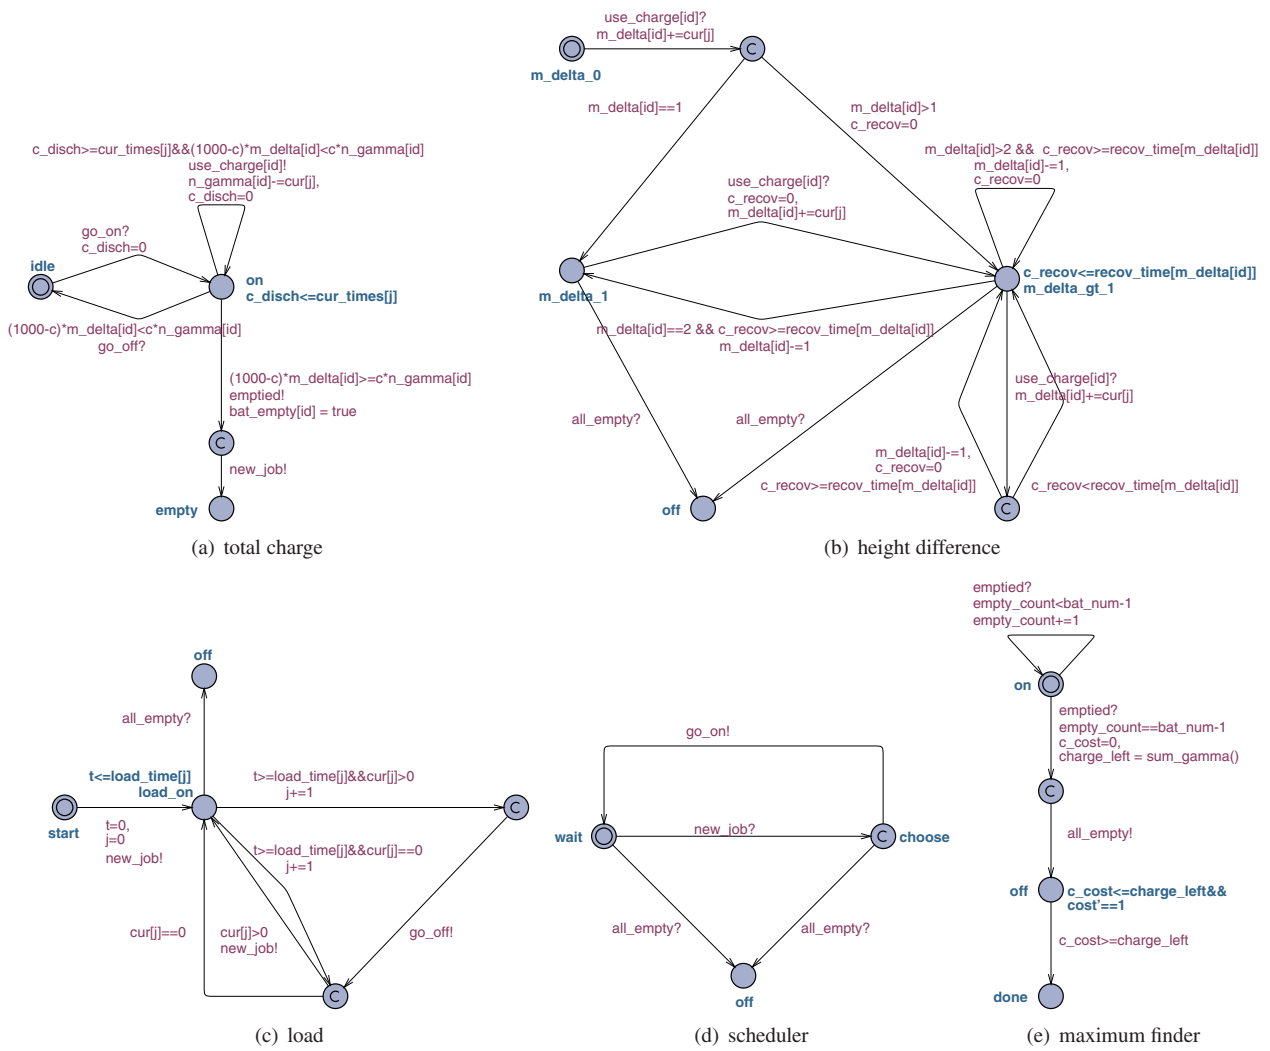 c_disch>=cur_times[j]&&(1000-c)*m_delta[id]<c*n_gamma[id]
use_charge[id]!
n_gamma[id]-=cur[j],
c_disch=0
go_on?
c_disch=0
idle
on
c_disch<=cur_times[j]
(1000-c)*m_delta[id]<c*n_gamma[id]
go_off?
(1000-c)*m_delta[id]>=c*n_gamma[id]
emptied!
bat_empty[id] = true
C
new_job!
empty
(a) total charge
use_charge[id]?
m_delta[id]+=cur[j]
C
m_delta_0
m_delta[id]==1
m_delta[id]>1
c_recov=0
m_delta[id]>2 && c_recov>=recov_time[m_delta[id]]
m_delta[id]-=1,
c_recov=0
use_charge[id]?
c_recov=0,
m_delta[id]+=cur[j]
c_recov<=recov_time[m_delta[id]]
m_delta_gt_1
m_delta_1
m_delta[id]==2 && c_recov>=recov_time[m_delta[id]]
m_delta[id]-=1
use_charge[id]?
m_delta[id]+=cur[j]
all_empty?
all_empty?
m_delta[id]-=1,
c_recov=0
c_recov>=recov_time[m_delta[id]]
c_recov<recov_time[m_delta[id]]
off
C
(b) height difference
off
all_empty?
t<=load_time[j]
load_on
t>=load_time[j]&&cur[j]>0
j+=1
C
start
t=0,
j=0
new_job!
t>=load_time[j]&&cur[j]==0
j+=1
cur[j]==0
cur[j]>0
new_job!
go_off!
C
(c) load
go_on!
wait
new_job?
C
choose
all_empty?
all_empty?
off
(d) scheduler
emptied?
empty_count<bat_num-1
empty_count+=1
on
emptied?
empty_count==bat_num-1
c_cost=0,
charge_left = sum_gamma()
C
all_empty!
off
c_cost<=charge_left&&
cost'==1
c_cost>=charge_left
done
(e) maximum finder